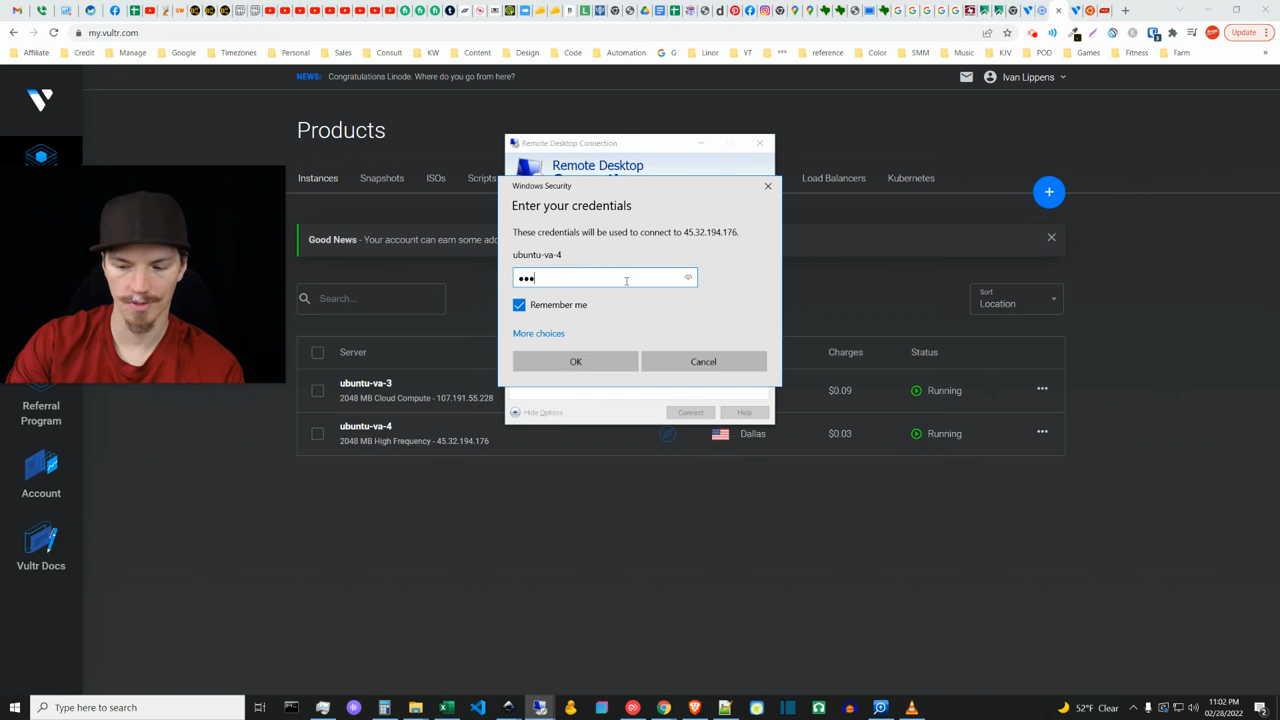 my.vultr.com
Update
Affiliate Credit Manage Google Timezones Personal Sales Consult KW Content Design Code Automation G Linor YT *** reference Color SMM Music KJV POD Games Fitness Farm »
NEWS: Congratulations Linode. Where do you go from here?
Ivan Lippens
Products
Instances Snapshots ISOs Scripts Load Balancers Kubernetes
Remote Desktop Connection
Remote Desktop
Windows Security
Enter your credentials
These credentials will be used to connect to 45.32.194.176.
ubuntu-va-4
•••
Remember me
More choices
OK Cancel
Hide Options Connect Help
Good News - Your account can earn some add
Search...
Sort
Location
Server Charges Status
ubuntu-va-3
2048 MB Cloud Compute - 107.191.55.228
$0.09 Running
ubuntu-va-4
2048 MB High Frequency - 45.32.194.176
Dallas $0.03 Running
Referral
Program
Account
Vultr Docs
Type here to search
52°F Clear
11:02 PM
02/28/2022
2